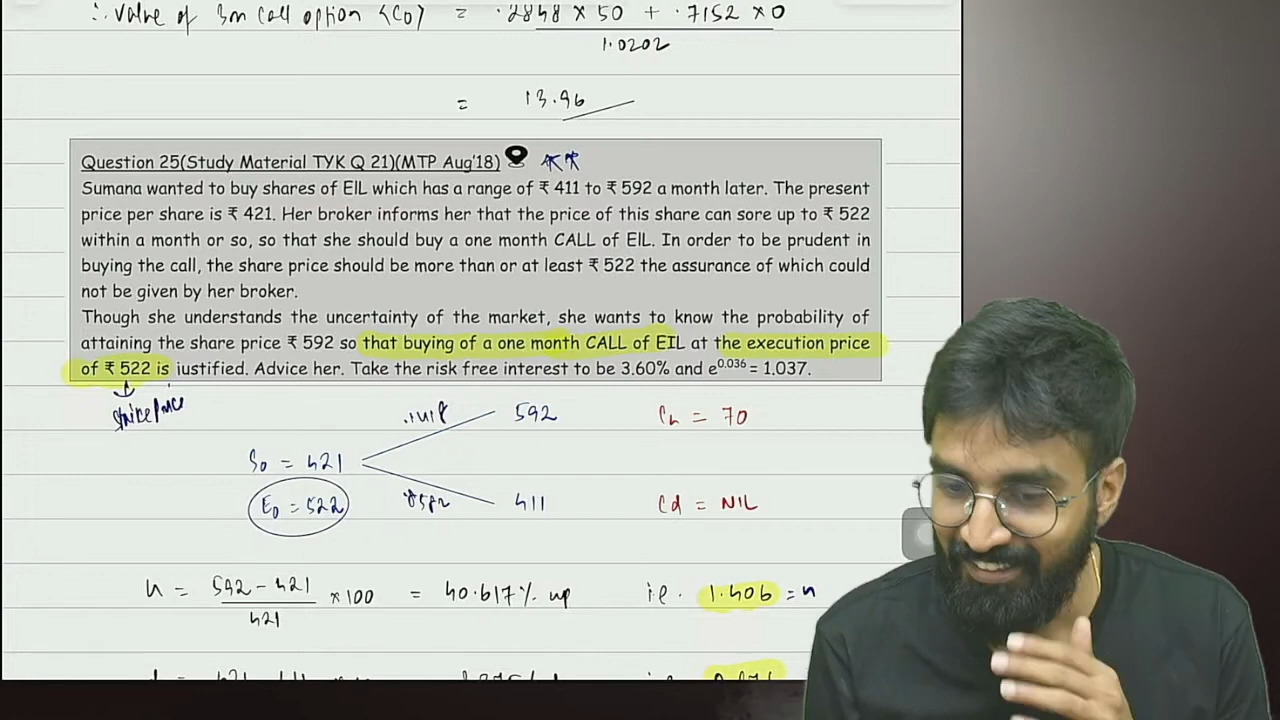 ∴ value of 3m call option (C0) = .2848 × 50 + .7152 × 0
1.0202
= 13.96
Question 25(Study Material TYK Q 21)(MTP Aug'18)
Sumana wanted to buy shares of EIL which has a range of ₹ 411 to ₹ 592 a month later. The present
price per share is ₹ 421. Her broker informs her that the price of this share can sore up to ₹ 522
within a month or so, so that she should buy a one month CALL of EIL. In order to be prudent in
buying the call, the share price should be more than or at least ₹ 522 the assurance of which could
not be given by her broker.
Though she understands the uncertainty of the market, she wants to know the probability of
attaining the share price ₹ 592 so that buying of a one month CALL of EIL at the execution price
of ₹ 522 is justified. Advice her. Take the risk free interest to be 3.60% and e0.036 = 1.037.
strike price
.1418 592 Cu = 70
S0 = 421
E0 = 522 .8582 411 Cd = NIL
u = 592 - 421 × 100 = 40.617% up i.e. 1.406 = u
421